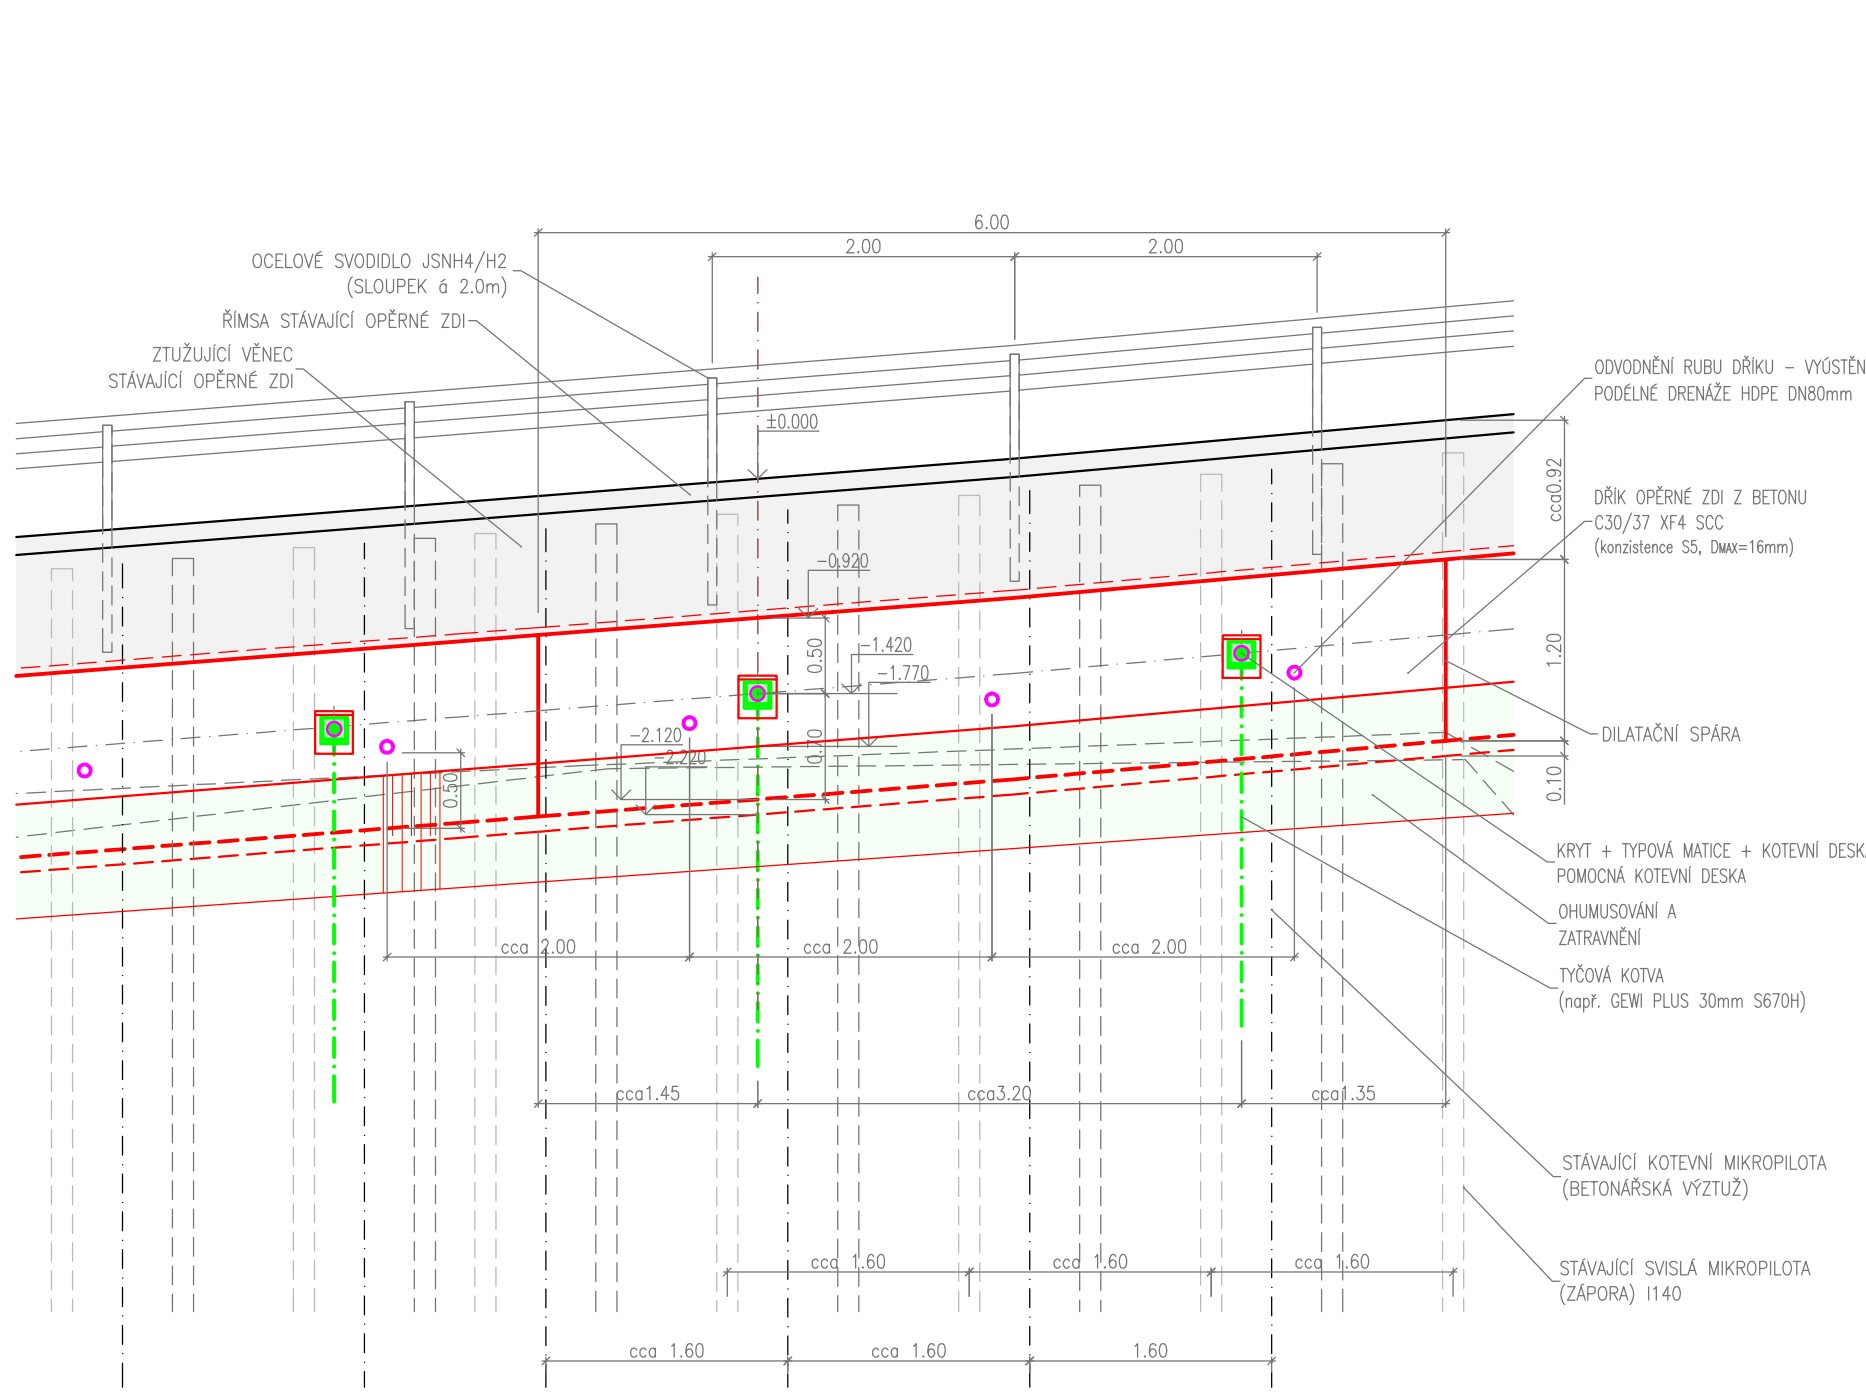 6.00
2.00
2.00
OCELOVÉ SVODIDLO JSNH4/H2
(SLOUPEK á 2.0m)
ŘÍMSA STÁVAJÍCÍ OPĚRNÉ ZDI
ZTUŽUJÍCÍ VĚNEC
STÁVAJÍCÍ OPĚRNÉ ZDI
ODVODNĚNÍ RUBU DŘÍKU – VYÚSTĚN
PODÉLNÉ DRENÁŽE HDPE DN80mm
±0.000
cca0.92
DŘÍK OPĚRNÉ ZDI Z BETONU
C30/37 XF4 SCC
(konzistence S5, DMAX=16mm)
-0.920
0.50
-1.420
-1.770
1.20
-2.120
-2.220
0.70
DILATAČNÍ SPÁRA
0.50
0.10
KRYT + TYPOVÁ MATICE + KOTEVNÍ DESKA
POMOCNÁ KOTEVNÍ DESKA
OHUMUSOVÁNÍ A
ZATRAVNĚNÍ
cca 2.00
cca 2.00
cca 2.00
TYČOVÁ KOTVA
(např. GEWI PLUS 30mm S670H)
cca1.45
cca3.20
cca1.35
STÁVAJÍCÍ KOTEVNÍ MIKROPILOTA
(BETONÁŘSKÁ VÝZTUŽ)
cca 1.60
cca 1.60
cca 1.60
STÁVAJÍCÍ SVISLÁ MIKROPILOTA
(ZÁPORA) I140
cca 1.60
cca 1.60
1.60